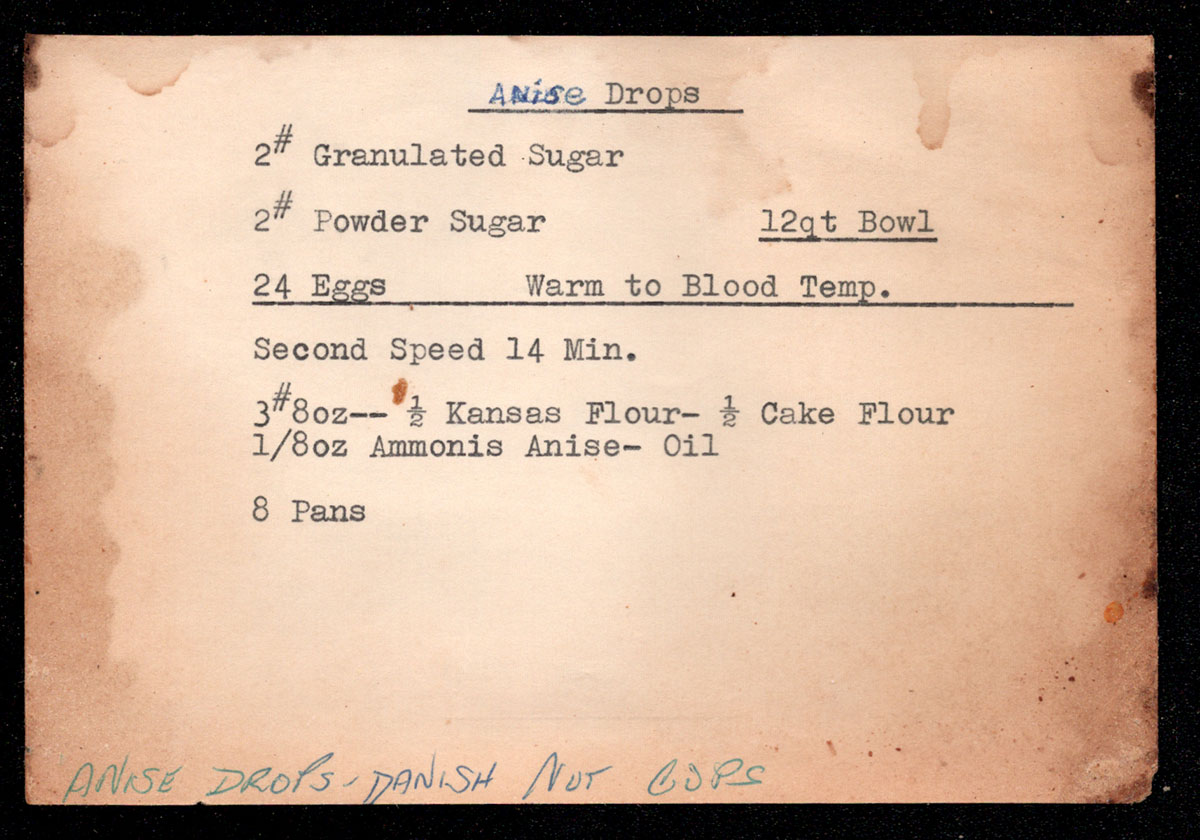 Anise Drops
2# Granulated Sugar
2# Powder Sugar 12qt Bowl
24 Eggs Warm to Blood Temp.
Second Speed 14 Min.
3#8oz-- ½ Kansas Flour- ½ Cake Flour
1/8oz Ammonis Anise- Oil
8 Pans
ANISE DROPS - DANISH NUT CUPS